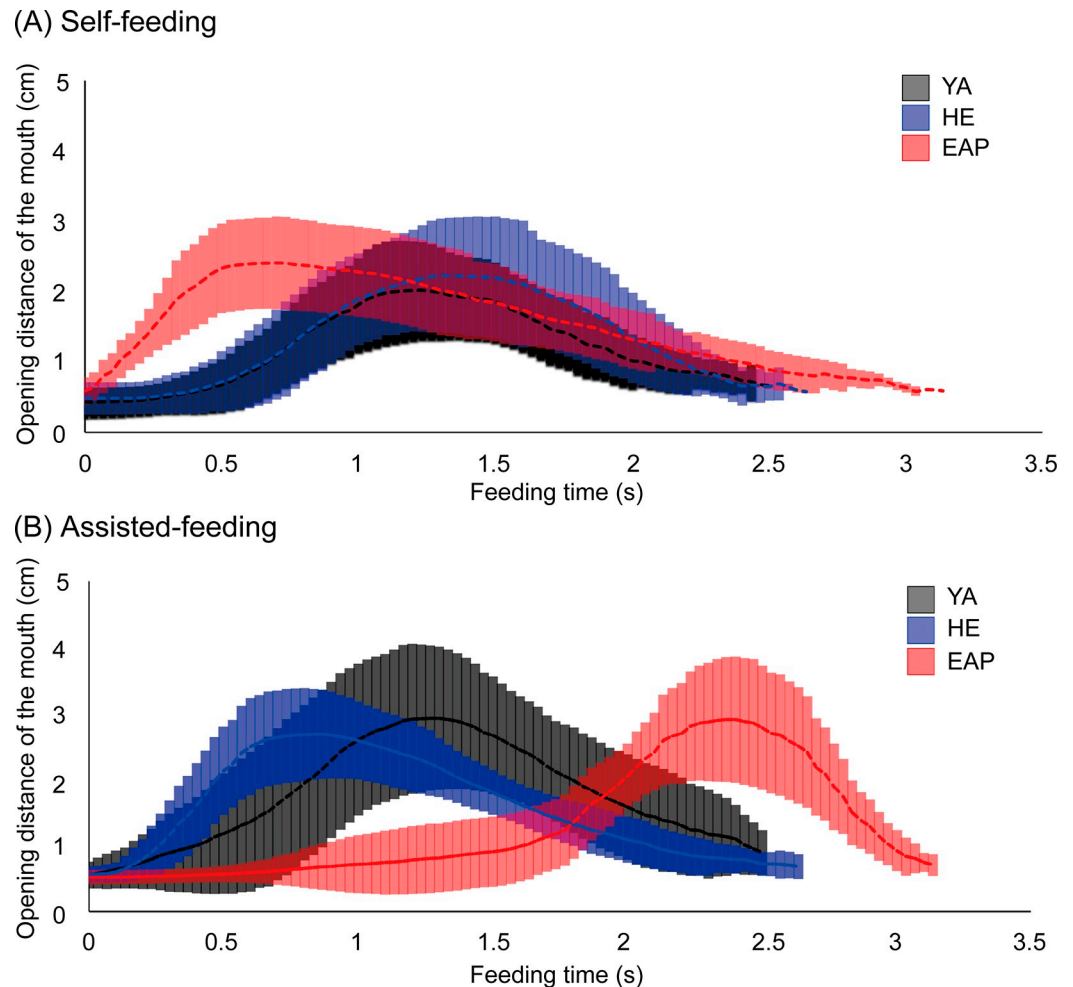 (A) Self-feeding
Opening distance of the mouth (cm)
5
4
3
2
1
0
YA
HE
EAP
0 0.5 1 1.5 2 2.5 3 3.5
Feeding time (s)
(B) Assisted-feeding
Opening distance of the mouth (cm)
5
4
3
2
1
0
YA
HE
EAP
0 0.5 1 1.5 2 2.5 3 3.5
Feeding time (s)